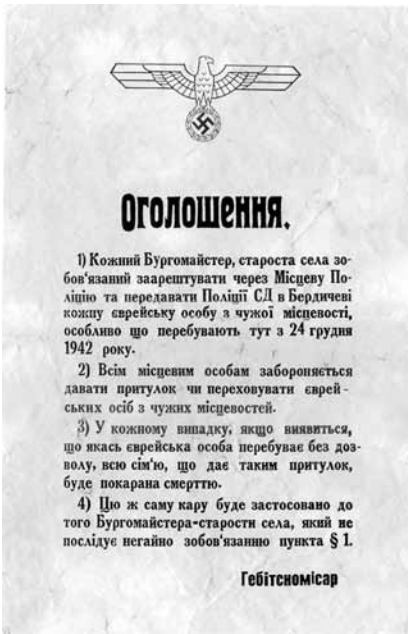 Оголошення.
1) Кожний Бургомайстер, староста села зо-
бов'язаний заарештувати через Місцеву По-
ліцію та передавати Поліції СД в Бердичеві
кожну єврейську особу з чужої місцевості,
особливо що перебувають тут з 24 грудня
1942 року.
2) Всім місцевим особам забороняється
давати притулок чи переховувати єврей-
ських осіб з чужих місцевостей.
3) У кожному випадку, якщо виявиться,
що якась єврейська особа перебуває без доз-
волу, всю сім'ю, що дає таким притулок,
буде покарана смерттю.
4) Цю ж саму кару буде застосовано до
того Бургомайстера-старости села, який не
послідує негайно зобов'язанню пункта § 1.
Гебітскомісар